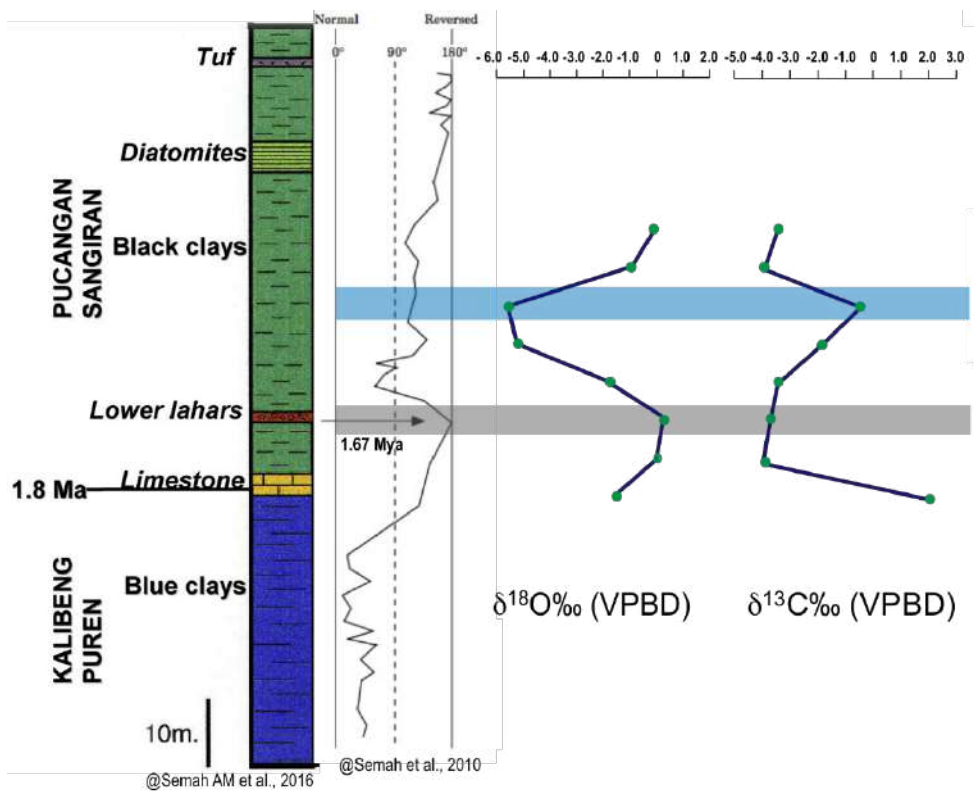 Normal Reversed
0° 90° 180°
- 6.0 -5.0 -4.0 -3.0 -2.0 -1.0 0 1.0 2.0
-5.0 -4.0 -3.0 -2.0 -1.0 0 1.0 2.0 3.0
Tuf
Diatomites
PUCANGAN
SANGIRAN
Black clays
Lower lahars
1.67 Mya
Limestone
1.8 Ma
KALIBENG
PUREN
Blue clays
δ¹⁸O‰ (VPBD)
δ¹³C‰ (VPBD)
10m.
@Semah AM et al., 2016
@Semah et al., 2010